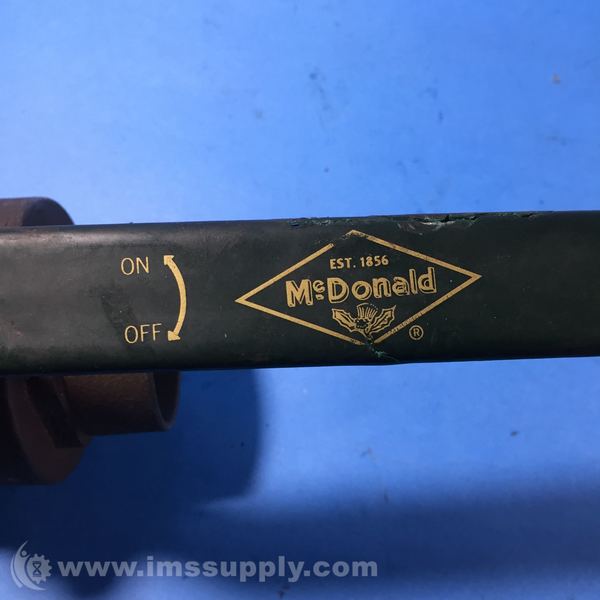 ON
OFF
EST. 1856
McDonald
®
www.imssupply.com